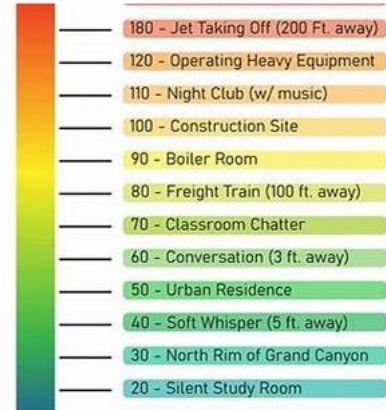 180 - Jet Taking Off (200 Ft. away)
120 - Operating Heavy Equipment
110 - Night Club (w/ music)
100 - Construction Site
90 - Boiler Room
80 - Freight Train (100 ft. away)
70 - Classroom Chatter
60 - Conversation (3 ft. away)
50 - Urban Residence
40 - Soft Whisper (5 ft. away)
30 - North Rim of Grand Canyon
20 - Silent Study Room